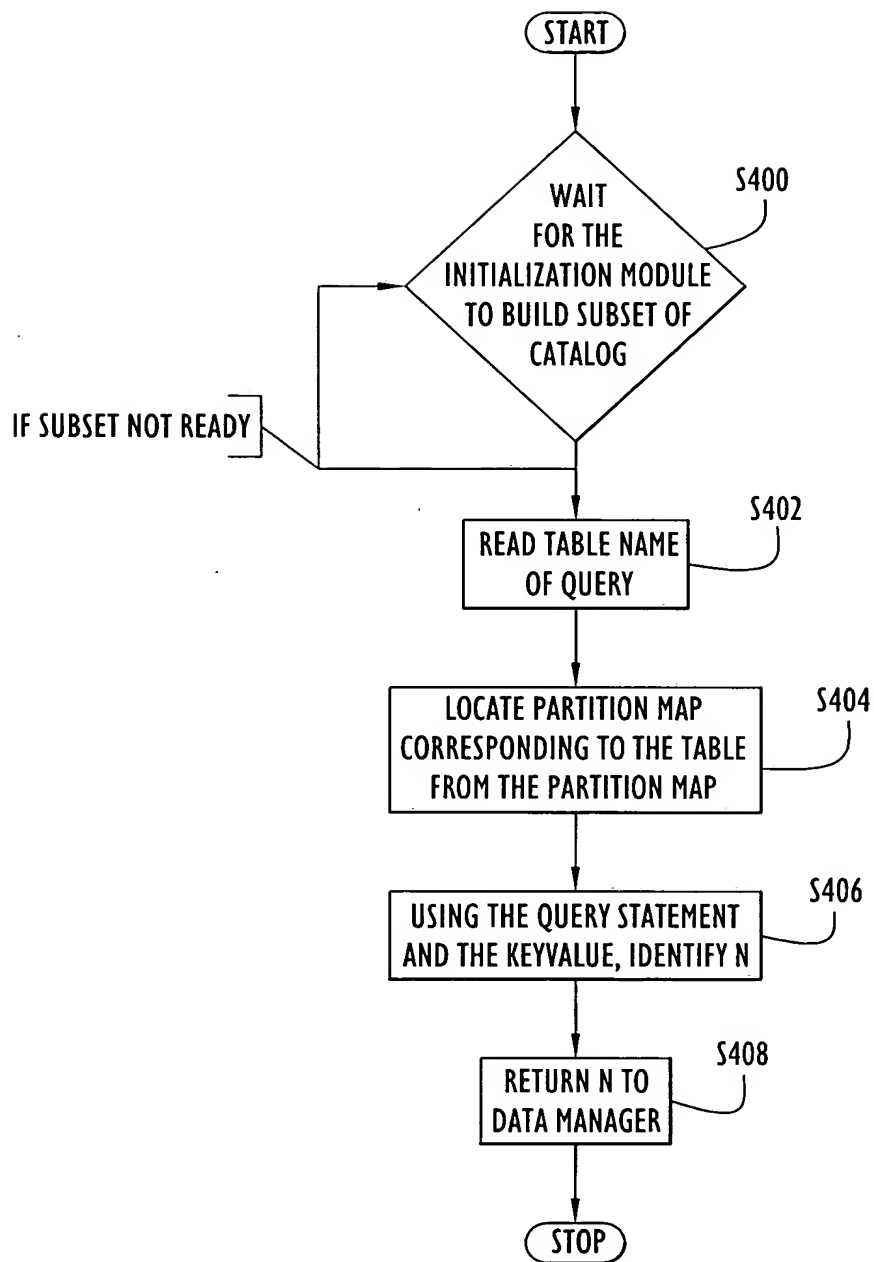 START
WAIT
FOR THE
INITIALIZATION MODULE
TO BUILD SUBSET OF
CATALOG
S400
IF SUBSET NOT READY
S402
READ TABLE NAME
OF QUERY
S404
LOCATE PARTITION MAP
CORRESPONDING TO THE TABLE
FROM THE PARTITION MAP
S406
USING THE QUERY STATEMENT
AND THE KEYVALUE, IDENTIFY N
S408
RETURN N TO
DATA MANAGER
STOP